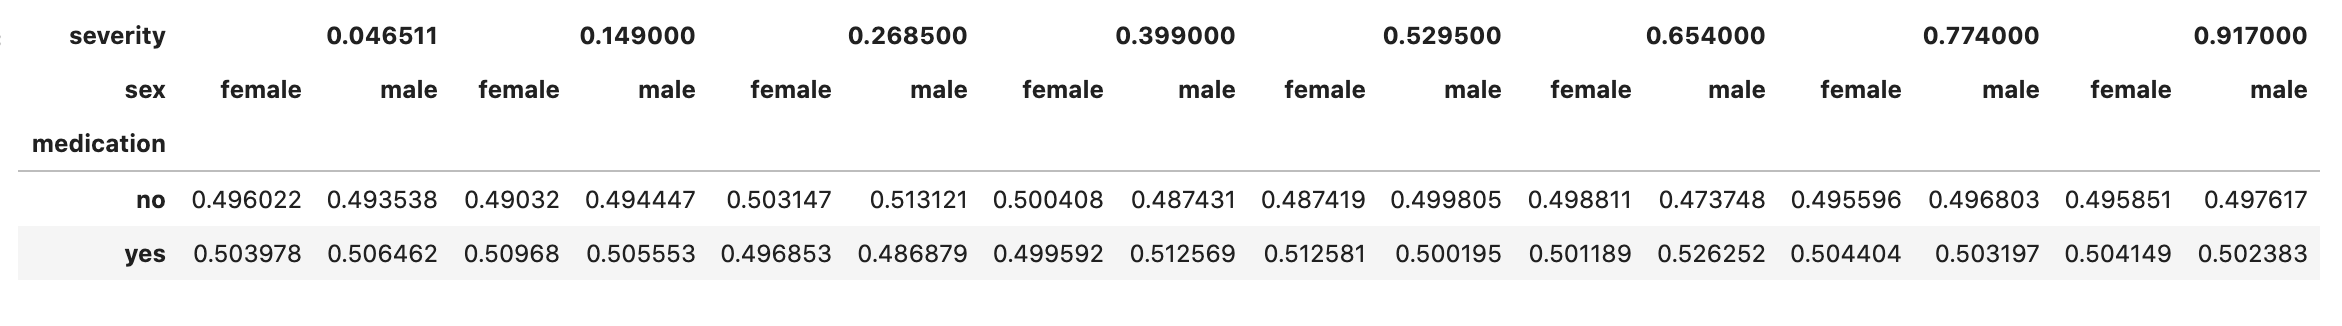 severity 0.046511 0.149000 0.268500 0.399000 0.529500 0.654000 0.774000 0.917000
sex female male female male female male female male female male female male female male female male
medication
no 0.496022 0.493538 0.49032 0.494447 0.503147 0.513121 0.500408 0.487431 0.487419 0.499805 0.498811 0.473748 0.495596 0.496803 0.495851 0.497617
yes 0.503978 0.506462 0.50968 0.505553 0.496853 0.486879 0.499592 0.512569 0.512581 0.500195 0.501189 0.526252 0.504404 0.503197 0.504149 0.502383